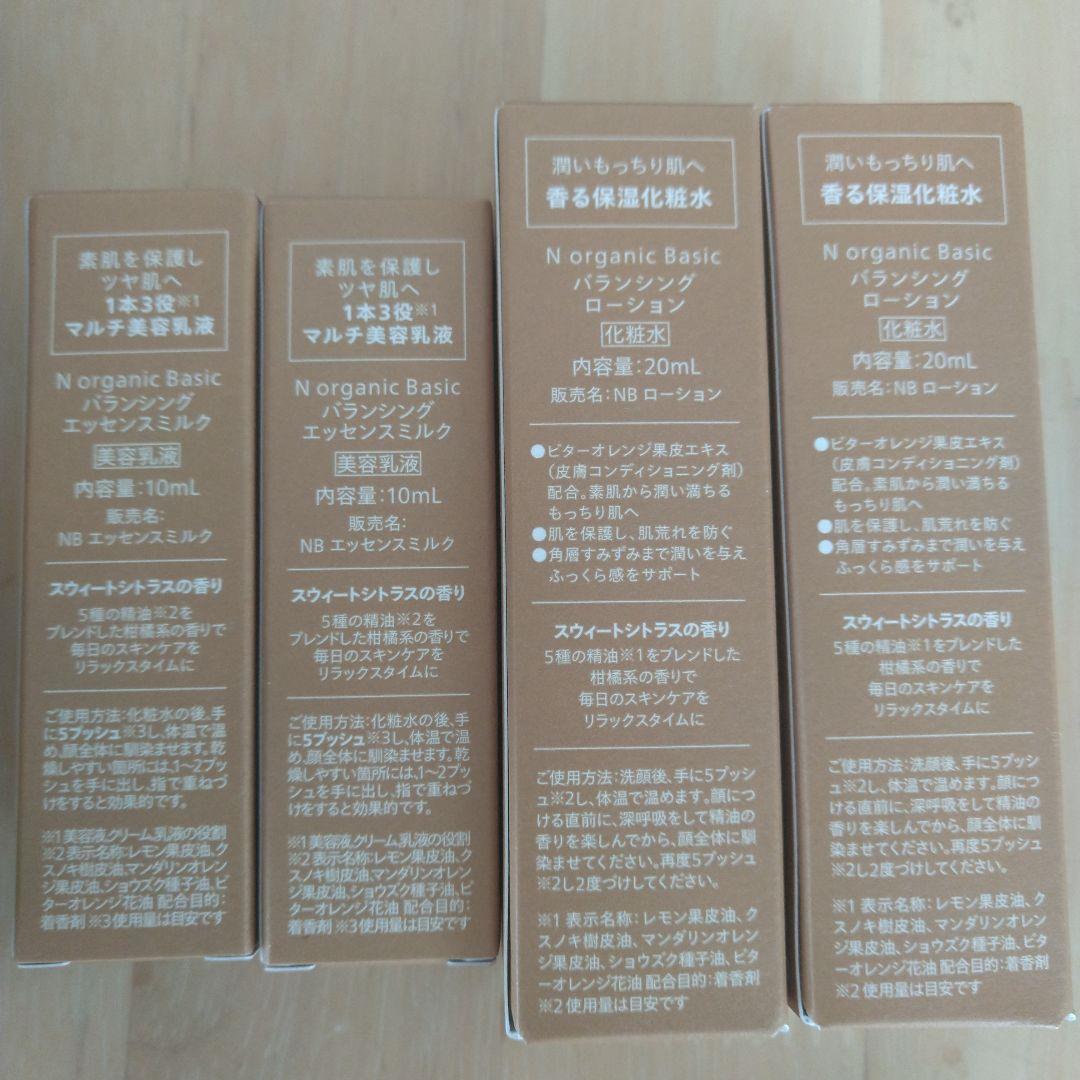 素肌を保護し
ツヤ肌へ
1本3役※1
マルチ美容乳液
N organic Basic
バランシング
エッセンスミルク
美容乳液
内容量:10mL
販売名:
NB エッセンスミルク
スウィートシトラスの香り
5種の精油※2を
ブレンドした柑橘系の香りで
毎日のスキンケアを
リラックスタイムに
ご使用方法:化粧水の後、手
に5プッシュ※3し、体温で温
め、顔全体に馴染ませます。乾
燥しやすい箇所には、1〜2プッ
シュを手に出し、指で重ねづ
けをすると効果的です。
※1 美容液、クリーム、乳液の役割
※2 表示名称:レモン果皮油、ク
スノキ樹皮油、マンダリンオレン
ジ果皮油、ショウズク種子油、ビ
ターオレンジ花油 配合目的:
着香剤 ※3 使用量は目安です
素肌を保護し
ツヤ肌へ
1本3役※1
マルチ美容乳液
N organic Basic
バランシング
エッセンスミルク
美容乳液
内容量:10mL
販売名:
NB エッセンスミルク
スウィートシトラスの香り
5種の精油※2を
ブレンドした柑橘系の香りで
毎日のスキンケアを
リラックスタイムに
ご使用方法:化粧水の後、手
に5プッシュ※3し、体温で温
め、顔全体に馴染ませます。乾
燥しやすい箇所には、1〜2プッ
シュを手に出し、指で重ねづ
けをすると効果的です。
※1 美容液、クリーム、乳液の役割
※2 表示名称:レモン果皮油、ク
スノキ樹皮油、マンダリンオレン
ジ果皮油、ショウズク種子油、ビ
ターオレンジ花油 配合目的:
着香剤 ※3 使用量は目安です
潤いもっちり肌へ
香る保湿化粧水
N organic Basic
バランシング
ローション
化粧水
内容量:20mL
販売名:NB ローション
●ビターオレンジ果皮エキス
(皮膚コンディショニング剤)
配合。素肌から潤い満ちる
もっちり肌へ
●肌を保護し、肌荒れを防ぐ
●角層すみずみまで潤いを与え
ふっくら感をサポート
スウィートシトラスの香り
5種の精油※1をブレンドした
柑橘系の香りで
毎日のスキンケアを
リラックスタイムに
ご使用方法:洗顔後、手に5プッシ
ュ※2し、体温で温めます。顔につ
ける直前に、深呼吸をして精油の
香りを楽しんでから、顔全体に馴
染ませてください。再度5プッシュ
※2し2度づけしてください。
※1 表示名称:レモン果皮油、ク
スノキ樹皮油、マンダリンオレン
ジ果皮油、ショウズク種子油、ビタ
ーオレンジ花油 配合目的:着香剤
※2 使用量は目安です
潤いもっちり肌へ
香る保湿化粧水
N organic Basic
バランシング
ローション
化粧水
内容量:20mL
販売名:NB ローション
●ビターオレンジ果皮エキス
(皮膚コンディショニング剤)
配合。素肌から潤い満ちる
もっちり肌へ
●肌を保護し、肌荒れを防ぐ
●角層すみずみまで潤いを与え
ふっくら感をサポート
スウィートシトラスの香り
5種の精油※1をブレンドした
柑橘系の香りで
毎日のスキンケアを
リラックスタイムに
ご使用方法:洗顔後、手に5プッシ
ュ※2し、体温で温めます。顔につ
ける直前に、深呼吸をして精油の
香りを楽しんでから、顔全体に馴
染ませてください。再度5プッシュ
※2し2度づけしてください。
※1 表示名称:レモン果皮油、ク
スノキ樹皮油、マンダリンオレン
ジ果皮油、ショウズク種子油、ビタ
ーオレンジ花油 配合目的:着香剤
※2 使用量は目安です